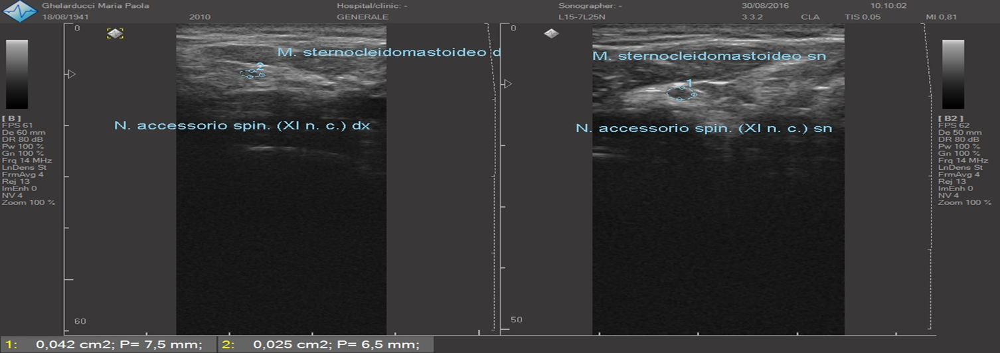 Ghelarducci Maria Paola Hospital/clinic: - Sonographer: - 30/08/2016 10:10:02
18/08/1941 2010 GENERALE L15-7L25N 3.3.2 CLA TIS 0,05 MI 0,81
0
0
M. sternocleidomastoideo d
M. sternocleidomastoideo sn
2
1
N. accessorio spin. (XI n. c.) dx
N. accessorio spin. (XI n. c.) sn
[B]
FPS 61
De 60 mm
DR 80 dB
Pw 100 %
Gn 100 %
Frq 14 MHz
LnDens St
FrmAvg 4
Rej 13
ImEnh 0
NV 4
Zoom 100 %
[B2]
FPS 62
De 50 mm
DR 80 dB
Pw 100 %
Gn 100 %
Frq 14 MHz
LnDens St
FrmAvg 4
Rej 13
ImEnh 0
NV 4
Zoom 100 %
60
50
1: 0,042 cm2; P= 7,5 mm; 2: 0,025 cm2; P= 6,5 mm;